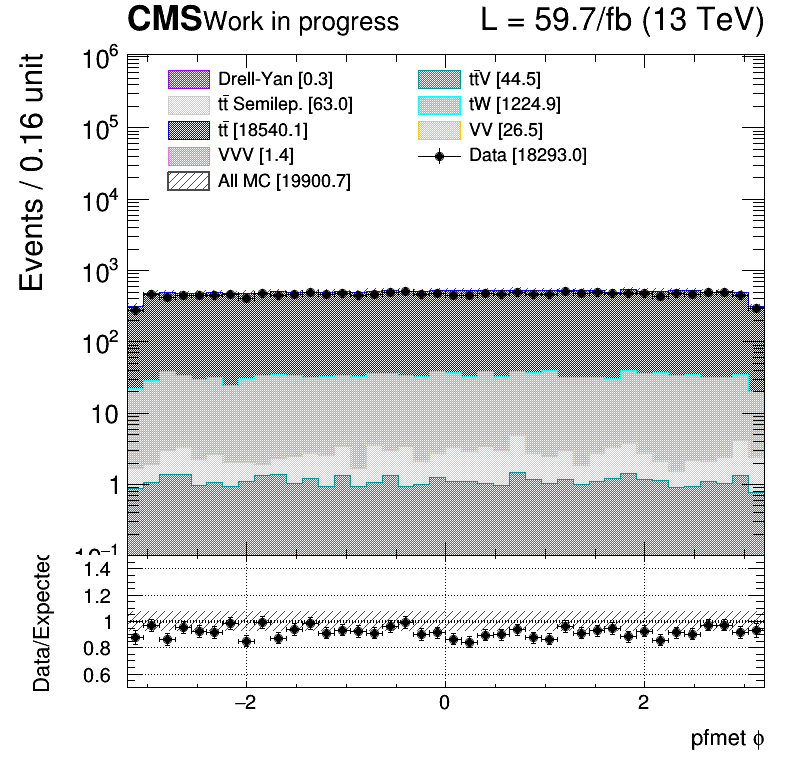 CMS Work in progress L = 59.7/fb (13 TeV)
Events / 0.16 unit
10⁶
10⁵
10⁴
10³
10²
10
1
10⁻¹
Drell-Yan [0.3]
tt̄ Semilep. [63.0]
tt̄ [18540.1]
VVV [1.4]
All MC [19900.7]
tt̄V [44.5]
tW [1224.9]
VV [26.5]
Data [18293.0]
Data/Expected
1.4
1.2
1
0.8
0.6
−2 0 2
pfmet ϕ